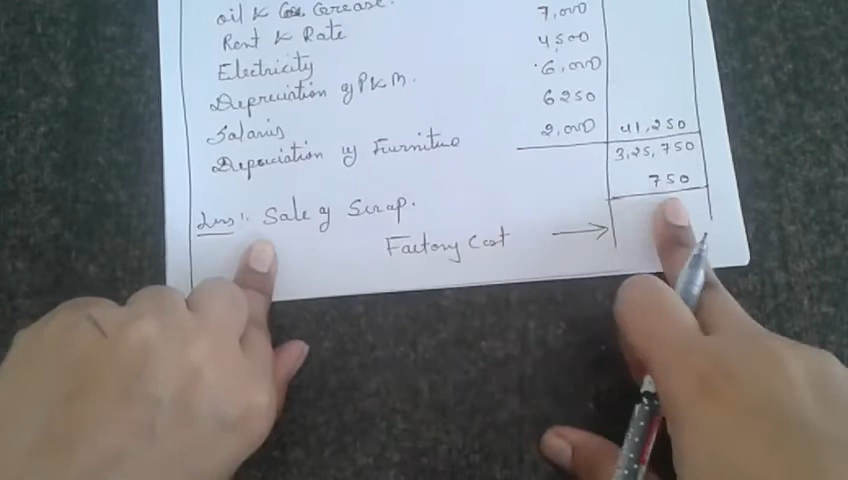 oil & Grease. 7,000
Rent & Rate 4,500
Electricity 6,000
Depreciation of P & M. 6250
Salaries 2,000 41,250
Depreciation of Furniture 3,25,750
750
Less: Sale of Scrap.
Factory Cost →